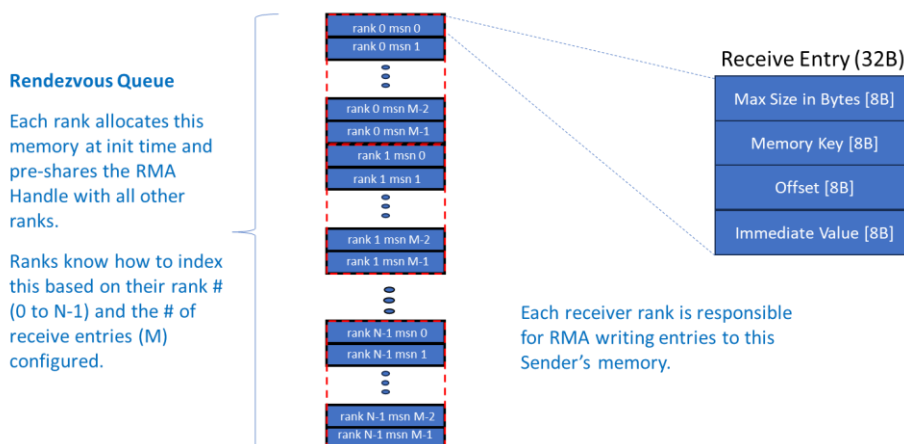 Rendezvous Queue
Each rank allocates this
memory at init time and
pre-shares the RMA
Handle with all other
ranks.
Ranks know how to index
this based on their rank #
(0 to N-1) and the # of
receive entries (M)
configured.
rank 0 msn 0
rank 0 msn 1
rank 0 msn M-2
rank 0 msn M-1
rank 1 msn 0
rank 1 msn 1
rank 1 msn M-2
rank 1 msn M-1
rank N-1 msn 0
rank N-1 msn 1
rank N-1 msn M-2
rank N-1 msn M-1
Receive Entry (32B)
Max Size in Bytes [8B]
Memory Key [8B]
Offset [8B]
Immediate Value [8B]
Each receiver rank is responsible
for RMA writing entries to this
Sender's memory.